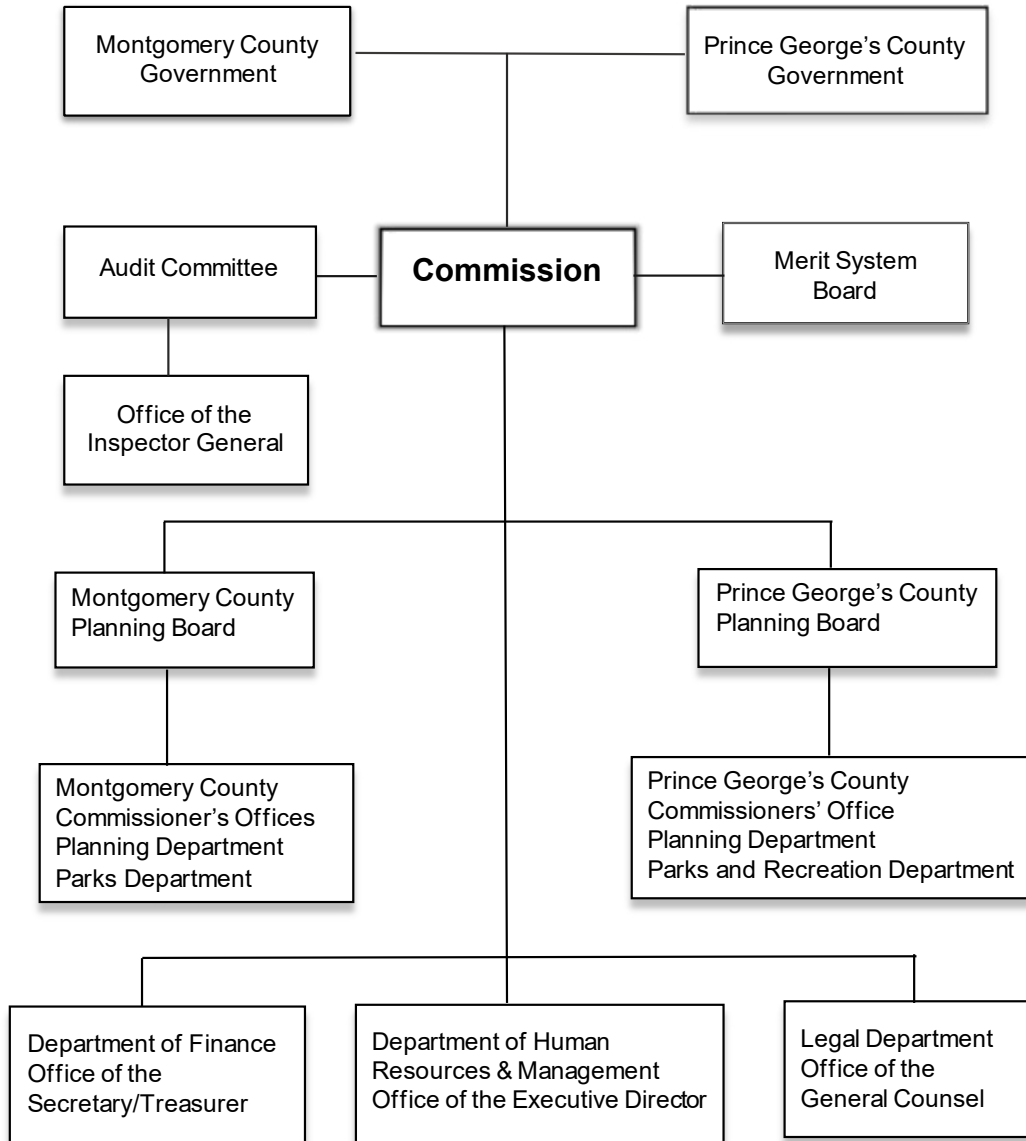 Montgomery County
Government
Prince George’s County
Government
Audit Committee
Commission
Merit System
Board
Office of the
Inspector General
Montgomery County
Planning Board
Prince George’s County
Planning Board
Montgomery County
Commissioner’s Offices
Planning Department
Parks Department
Prince George’s County
Commissioners’ Office
Planning Department
Parks and Recreation Department
Department of Finance
Office of the
Secretary/Treasurer
Department of Human
Resources & Management
Office of the Executive Director
Legal Department
Office of the
General Counsel